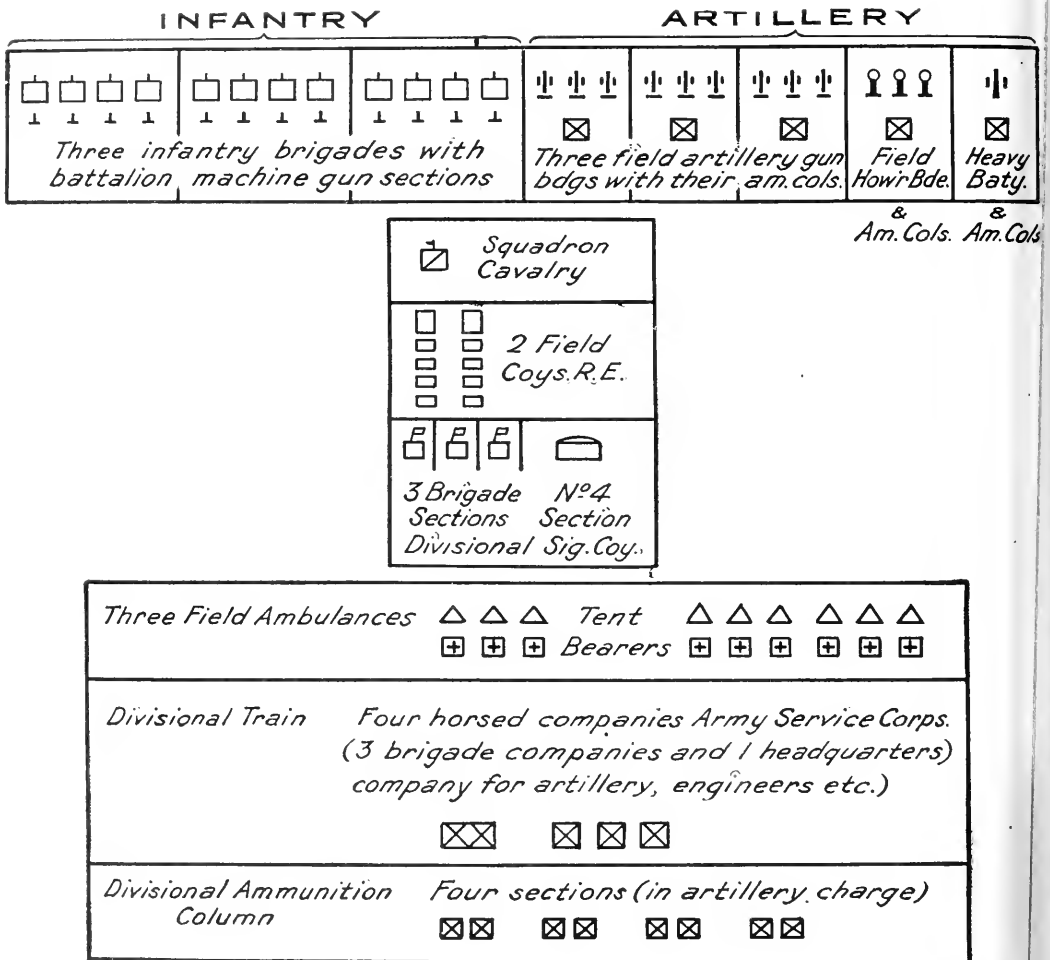 INFANTRY
ARTILLERY
Three infantry brigades with
battalion machine gun sections
Three field artillery gun
bdgs with their am. cols.
Field
How'r Bde.
&
Am. Cols.
Heavy
Baty.
&
Am. Cols
Squadron
Cavalry
2 Field
Coys. R.E.
3 Brigade
Sections
Nº 4
Section
Divisional Sig. Coy.
Three Field Ambulances
Tent
Bearers
Divisional Train
Four horsed companies Army Service Corps.
(3 brigade companies and 1 headquarters)
company for artillery, engineers etc.)
Divisional Ammunition
Column
Four sections (in artillery charge)